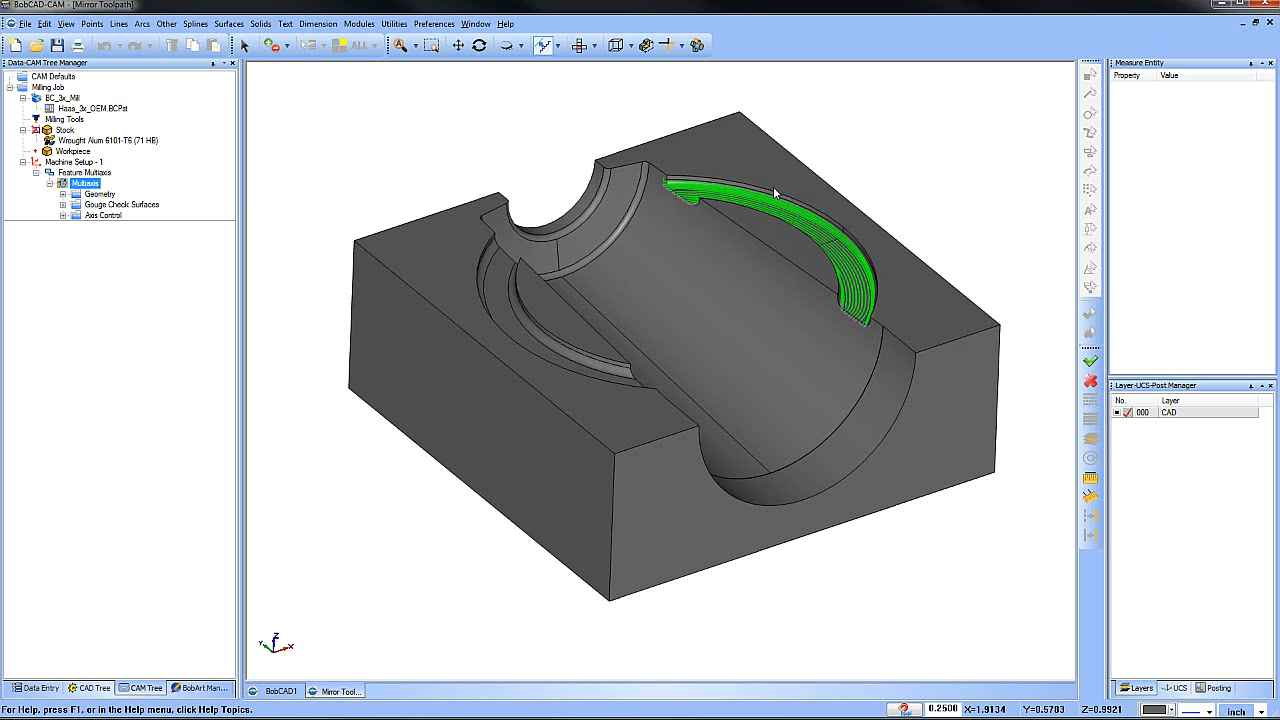 BobCAD-CAM - [Mirror Toolpath]
File Edit View Points Lines Arcs Other Splines Surfaces Solids Text Dimension Modules Utilities Preferences Window Help
ALL
Data-CAM Tree Manager
CAM Defaults
Milling Job
BC_3x_Mill
Haas_3x_OEM.BCPst
Milling Tools
Stock
Wrought Alum 6101-T6 (71 HB)
Workpiece
Machine Setup - 1
Feature Multiaxis
Multiaxis
Geometry
Gouge Check Surfaces
Axis Control
Measure Entity
Property Value
Layer-UCS-Post Manager
No. Layer
000 CAD
Z
Y
X
Data Entry CAD Tree CAM Tree BobArt Man...
BobCAD1 Mirror Tool...
Layers UCS Posting
For Help, press F1, or in the Help menu, click Help Topics.
0.2500 X=1.9134 Y=0.5703 Z=0.9921 inch